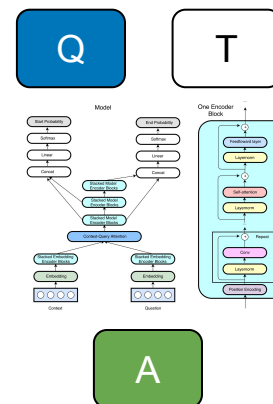 Q
T
Model
One Encoder
Block
Start Probability
End Probability
Softmax
Softmax
Linear
Linear
Concat
Concat
Stacked Model
Encoder Blocks
Stacked Model
Encoder Blocks
Stacked Model
Encoder Blocks
Context-Query Attention
Stacked Embedding
Encoder Blocks
Stacked Embedding
Encoder Blocks
Embedding
Embedding
Context
Question
Feedfoward layer
Layernorm
Self-attention
Layernorm
Repeat
Conv
Layernorm
Position Encoding
A